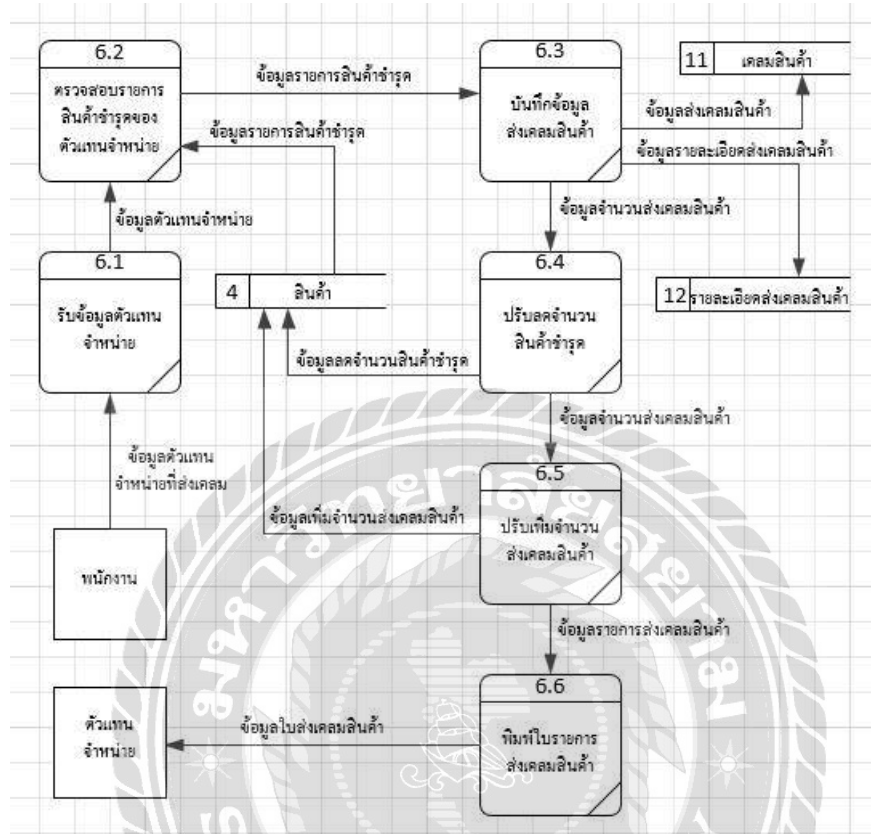 6.2
ตรวจสอบรายการ
สินค้าชำรุดของ
ตัวแทนจำหน่าย
ข้อมูลรายการสินค้าชำรุด
6.3
บันทึกข้อมูล
ส่งเคลมสินค้า
11 เคลมสินค้า
ข้อมูลส่งเคลมสินค้า
ข้อมูลรายการสินค้าชำรุด
ข้อมูลรายละเอียดส่งเคลมสินค้า
ข้อมูลตัวแทนจำหน่าย
ข้อมูลจำนวนส่งเคลมสินค้า
6.1
รับข้อมูลตัวแทน
จำหน่าย
4 สินค้า
6.4
ปรับลดจำนวน
สินค้าชำรุด
12 รายละเอียดส่งเคลมสินค้า
ข้อมูลลดจำนวนสินค้าชำรุด
ข้อมูลจำนวนส่งเคลมสินค้า
ข้อมูลตัวแทน
จำหน่ายที่ส่งเคลม
6.5
ปรับเพิ่มจำนวน
ส่งเคลมสินค้า
ข้อมูลเพิ่มจำนวนส่งเคลมสินค้า
พนักงาน
ข้อมูลรายการส่งเคลมสินค้า
6.6
พิมพ์ใบรายการ
ส่งเคลมสินค้า
ข้อมูลใบส่งเคลมสินค้า
ตัวแทน
จำหน่าย
มหาวิทยาลัยสยาม